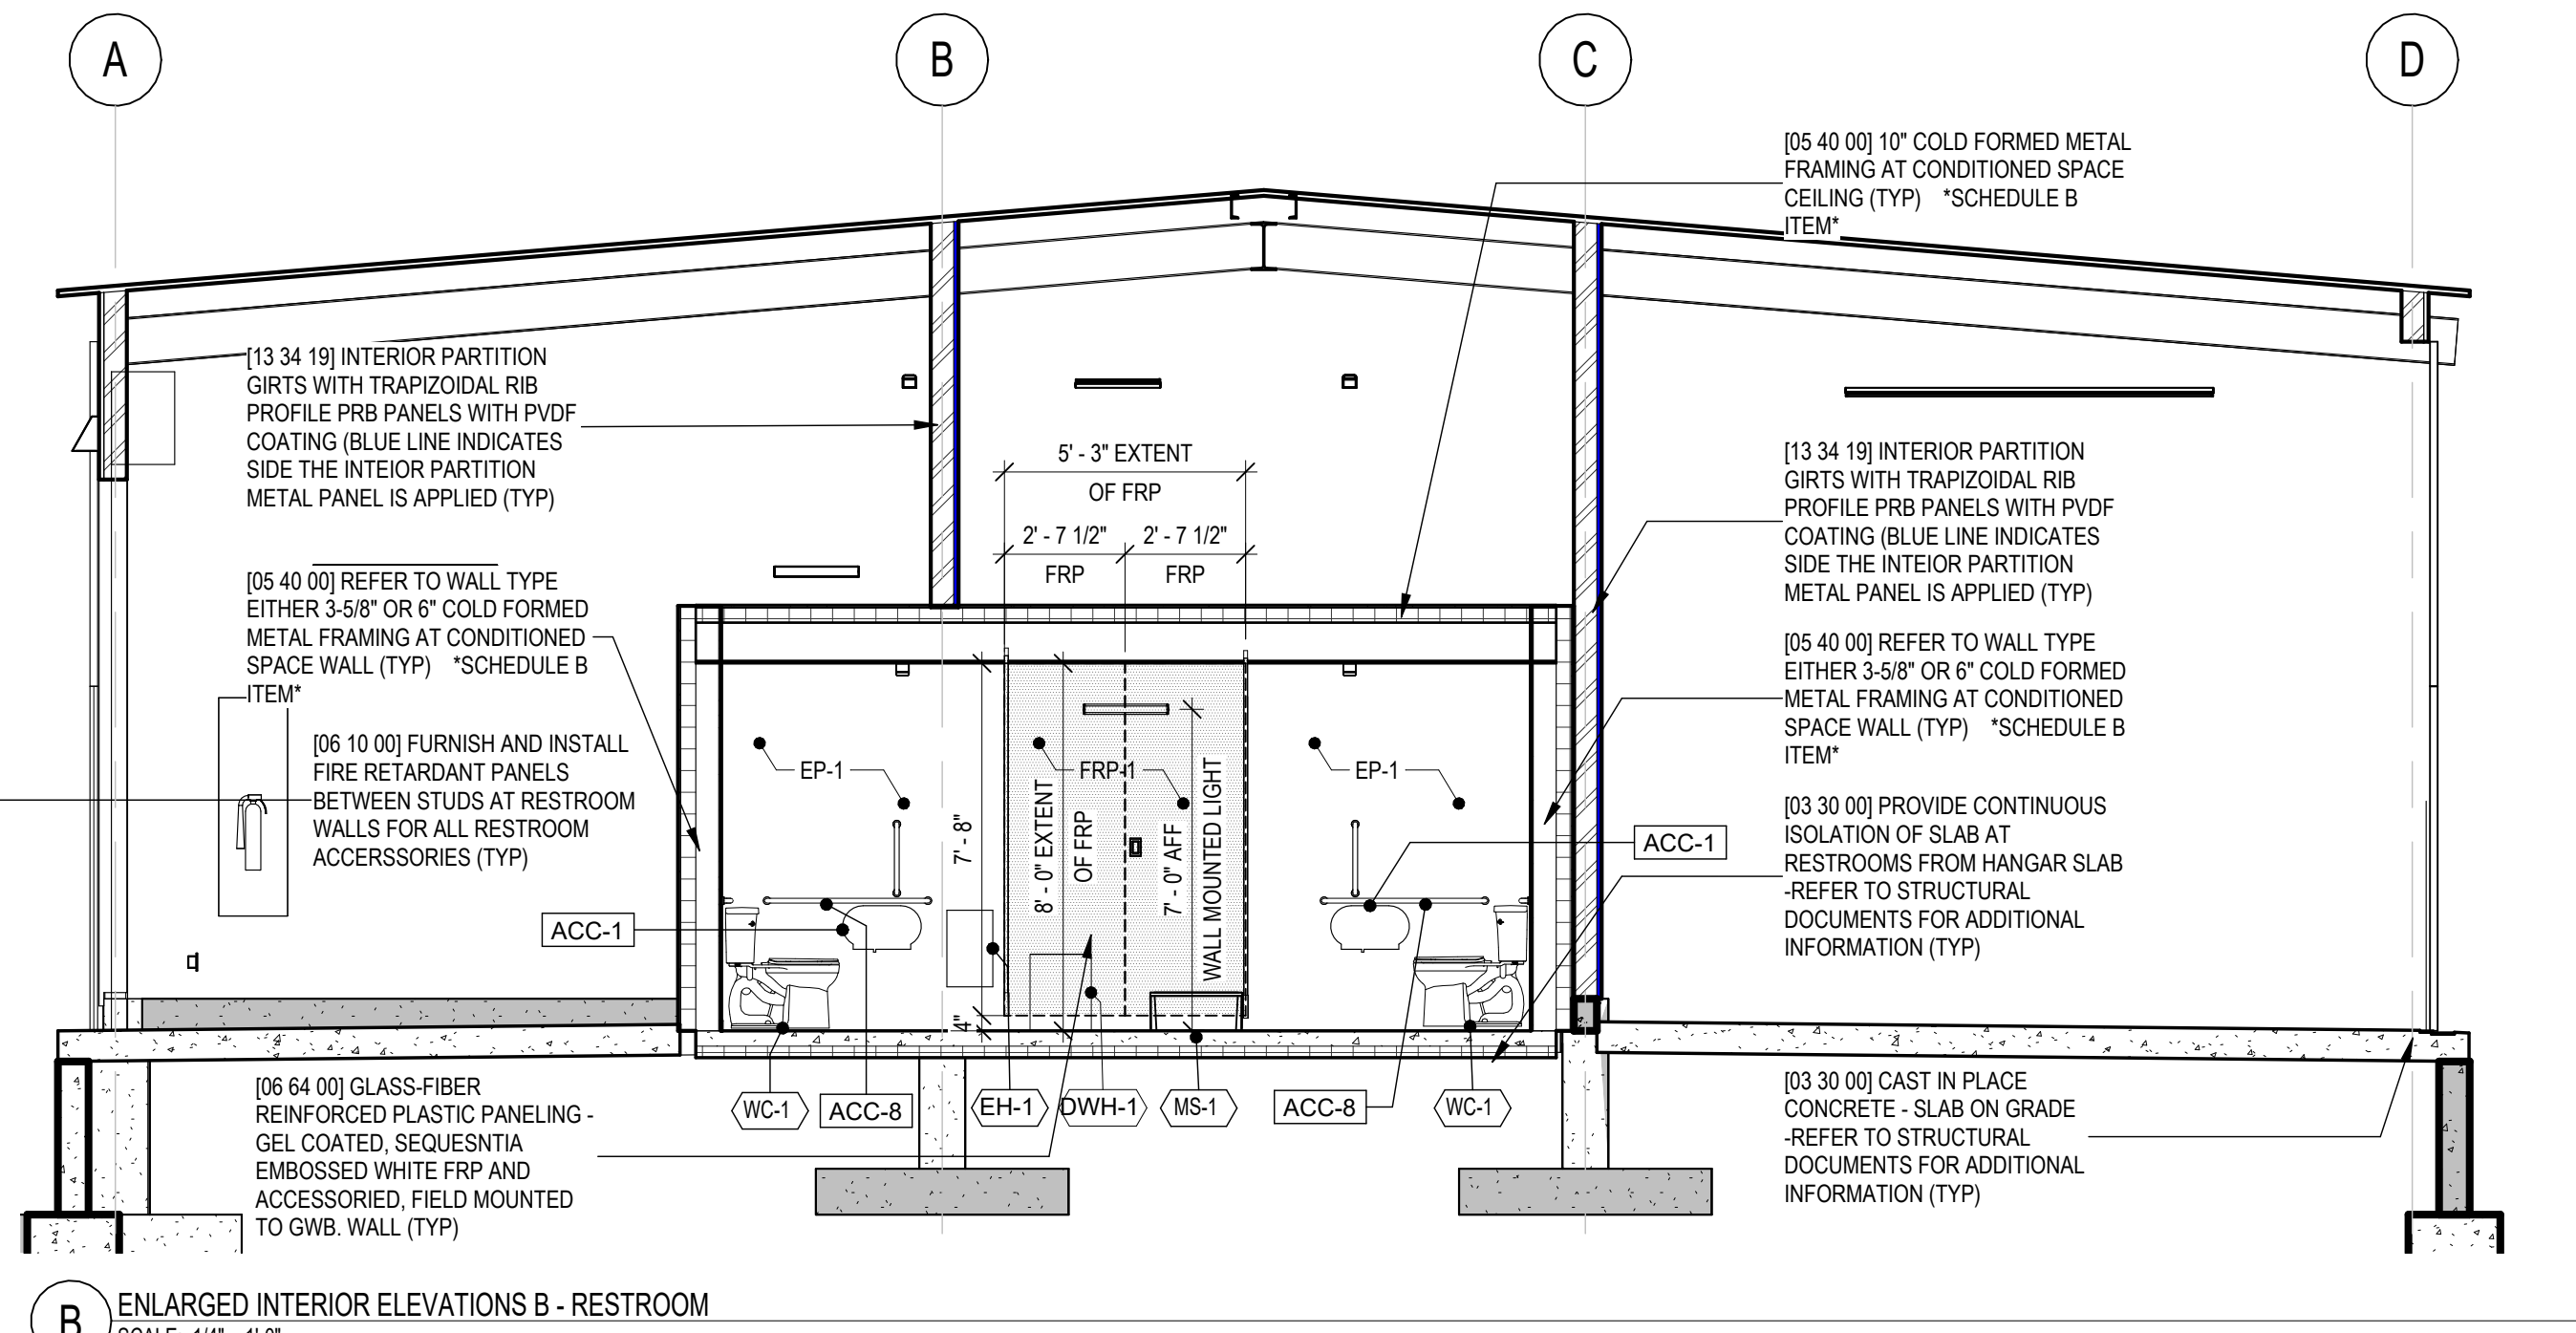 A
B
C
D
[05 40 00] 10" COLD FORMED METAL
FRAMING AT CONDITIONED SPACE
CEILING (TYP) *SCHEDULE B
ITEM*
[13 34 19] INTERIOR PARTITION
GIRTS WITH TRAPIZOIDAL RIB
PROFILE PRB PANELS WITH PVDF
COATING (BLUE LINE INDICATES
SIDE THE INTEIOR PARTITION
METAL PANEL IS APPLIED (TYP)
[05 40 00] REFER TO WALL TYPE
EITHER 3-5/8" OR 6" COLD FORMED
METAL FRAMING AT CONDITIONED
SPACE WALL (TYP) *SCHEDULE B
ITEM*
[06 10 00] FURNISH AND INSTALL
FIRE RETARDANT PANELS
BETWEEN STUDS AT RESTROOM
WALLS FOR ALL RESTROOM
ACCERSSORIES (TYP)
5' - 3" EXTENT
OF FRP
2' - 7 1/2"
FRP
2' - 7 1/2"
FRP
[13 34 19] INTERIOR PARTITION
GIRTS WITH TRAPIZOIDAL RIB
PROFILE PRB PANELS WITH PVDF
COATING (BLUE LINE INDICATES
SIDE THE INTEIOR PARTITION
METAL PANEL IS APPLIED (TYP)
[05 40 00] REFER TO WALL TYPE
EITHER 3-5/8" OR 6" COLD FORMED
METAL FRAMING AT CONDITIONED
SPACE WALL (TYP) *SCHEDULE B
ITEM*
[03 30 00] PROVIDE CONTINUOUS
ISOLATION OF SLAB AT
RESTROOMS FROM HANGAR SLAB
-REFER TO STRUCTURAL
DOCUMENTS FOR ADDITIONAL
INFORMATION (TYP)
EP-1
FRP-1
EP-1
7' - 8"
4"
8' - 0" EXTENT
OF FRP
7' - 0" AFF
WALL MOUNTED LIGHT
ACC-1
ACC-1
WC-1
ACC-8
EH-1
DWH-1
MS-1
ACC-8
WC-1
[06 64 00] GLASS-FIBER
REINFORCED PLASTIC PANELING -
GEL COATED, SEQUESNTIA
EMBOSSED WHITE FRP AND
ACCESSORIED, FIELD MOUNTED
TO GWB. WALL (TYP)
[03 30 00] CAST IN PLACE
CONCRETE - SLAB ON GRADE
-REFER TO STRUCTURAL
DOCUMENTS FOR ADDITIONAL
INFORMATION (TYP)
B
ENLARGED INTERIOR ELEVATIONS B - RESTROOM